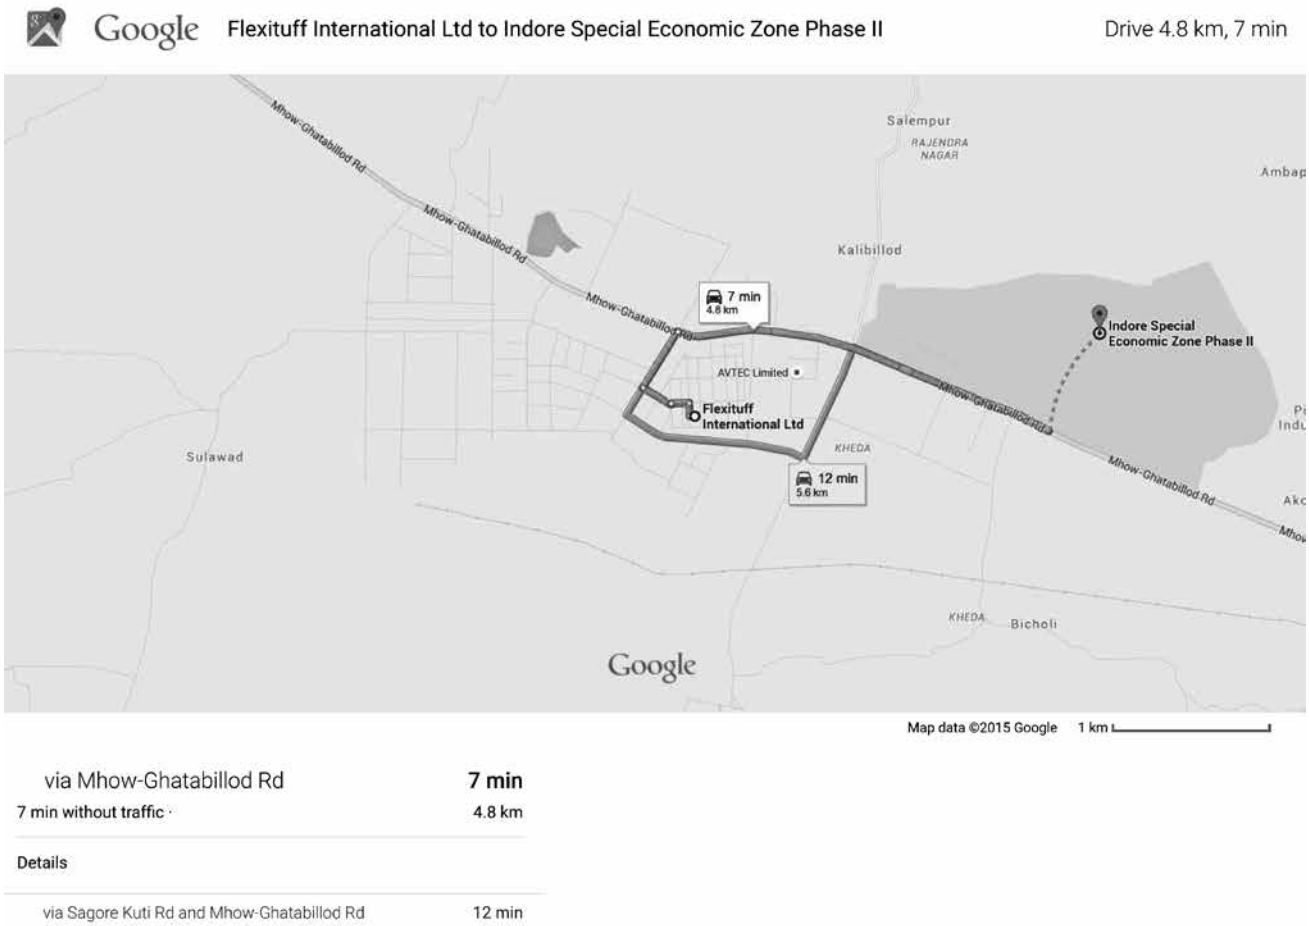 Google Flexituff International Ltd to Indore Special Economic Zone Phase II Drive 4.8 km, 7 min
Mhow-Ghatabillod Rd
Salempur
RAJENDRA
NAGAR
Ambap
Mhow-Ghatabillod Rd
Kalibillod
Mhow-Ghatabillod Rd
7 min
4.8 km
Indore Special
Economic Zone Phase II
AVTEC Limited
Mhow-Ghatabillod Rd
Flexituff
International Ltd
Pi
Indu
KHEDA
Sulawad
Mhow-Ghatabillod Rd
12 min
5.6 km
Ako
Mhow-
KHEDA
Bicholi
Google
Map data ©2015 Google 1 km
via Mhow-Ghatabillod Rd 7 min
7 min without traffic · 4.8 km
Details
via Sagore Kuti Rd and Mhow-Ghatabillod Rd 12 min